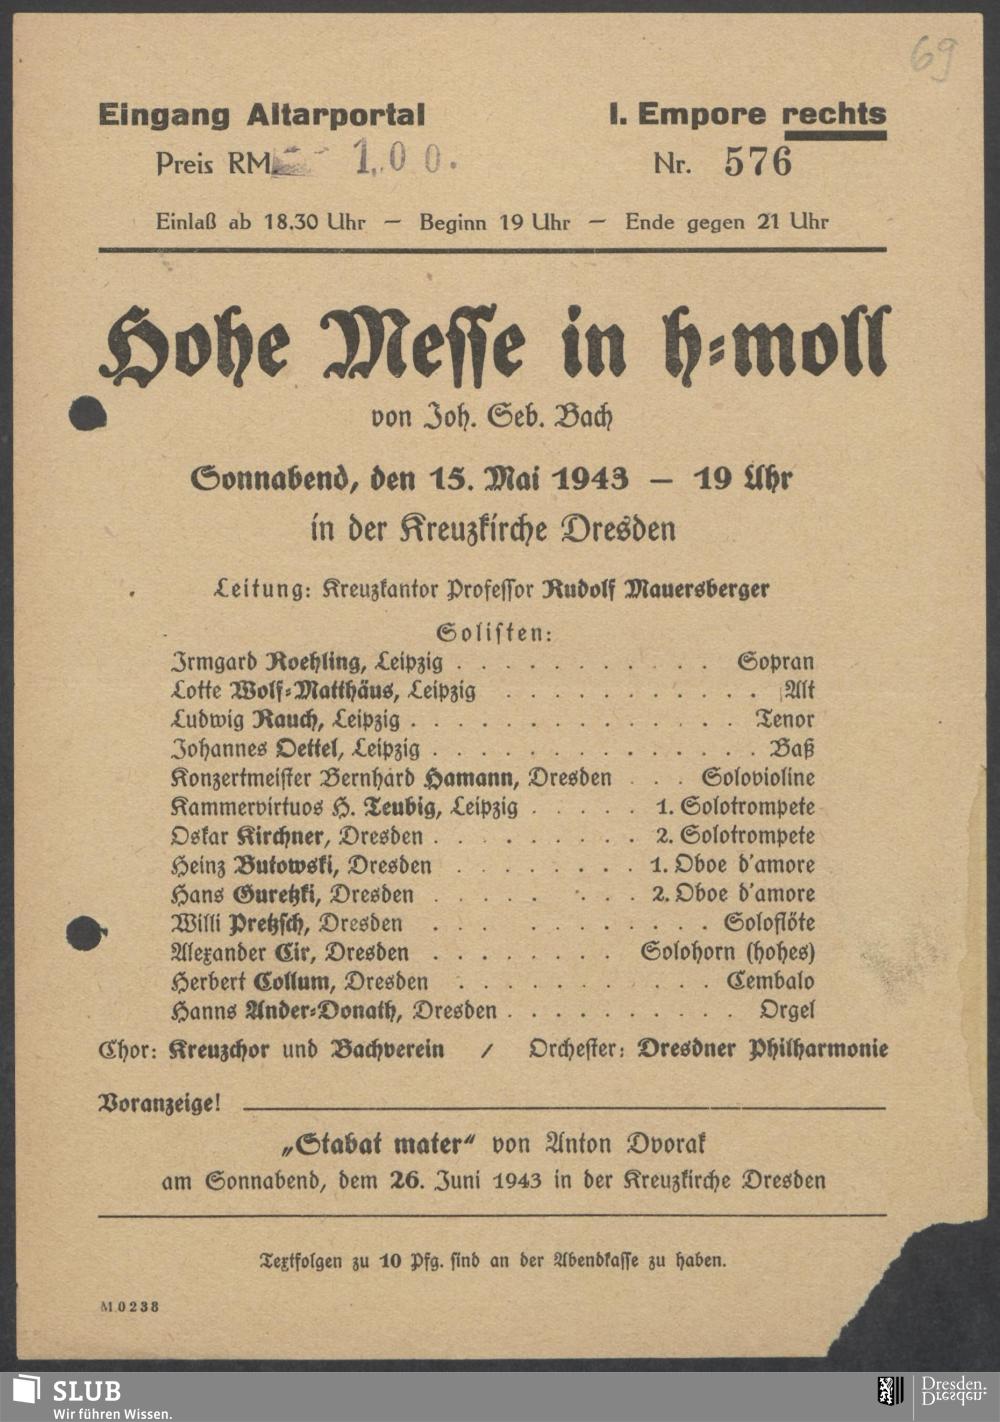 69
Eingang Altarportal I. Empore rechts
Preis RM 1,00. Nr. 576
Einlaß ab 18.30 Uhr — Beginn 19 Uhr — Ende gegen 21 Uhr
Hohe Messe in h=moll
von Joh. Seb. Bach
Sonnabend, den 15. Mai 1943 — 19 Uhr
in der Kreuzkirche Dresden
Leitung: Kreuzkantor Professor Rudolf Mauersberger
Solisten:
Irmgard Roehling, Leipzig . . . . . . . . . . . Sopran
Lotte Wolf=Matthäus, Leipzig . . . . . . . . . . . Alt
Ludwig Rauch, Leipzig . . . . . . . . . . . . . . Tenor
Johannes Oettel, Leipzig . . . . . . . . . . . . . . Baß
Konzertmeister Bernhard Hamann, Dresden . . . Solovioline
Kammervirtuos H. Teubig, Leipzig . . . . . 1. Solotrompete
Oskar Kirchner, Dresden . . . . . . . . . 2. Solotrompete
Heinz Butowski, Dresden . . . . . . . . 1. Oboe d'amore
Hans Guretzki, Dresden . . . . . . . . 2. Oboe d'amore
Willi Pretzsch, Dresden . . . . . . . . . . . . Soloflöte
Alexander Cir, Dresden . . . . . . . . Solohorn (hohes)
Herbert Collum, Dresden . . . . . . . . . . . Cembalo
Hanns Ander=Donath, Dresden . . . . . . . . . . Orgel
Chor: Kreuzchor und Bachverein / Orchester: Dresdner Philharmonie
Voranzeige!
„Stabat mater“ von Anton Dvorak
am Sonnabend, dem 26. Juni 1943 in der Kreuzkirche Dresden
Textfolgen zu 10 Pfg. sind an der Abendkasse zu haben.
M 0238
SLUB
Wir führen Wissen.
Dresden.
Dresden.